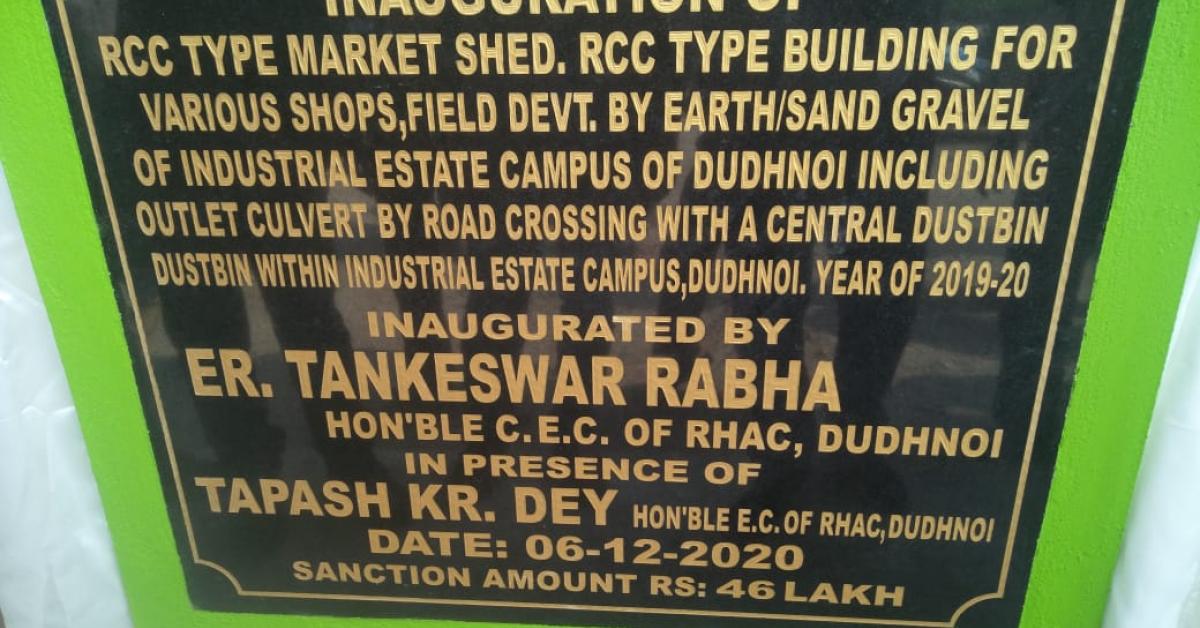 INAUGURATION OF
RCC TYPE MARKET SHED. RCC TYPE BUILDING FOR
VARIOUS SHOPS,FIELD DEVT. BY EARTH/SAND GRAVEL
OF INDUSTRIAL ESTATE CAMPUS OF DUDHNOI INCLUDING
OUTLET CULVERT BY ROAD CROSSING WITH A CENTRAL DUSTBIN
DUSTBIN WITHIN INDUSTRIAL ESTATE CAMPUS,DUDHNOI. YEAR OF 2019-20
INAUGURATED BY
ER. TANKESWAR RABHA
HON'BLE C.E.C. OF RHAC, DUDHNOI
IN PRESENCE OF
TAPASH KR. DEY HON'BLE E.C. OF RHAC,DUDHNOI
DATE: 06-12-2020
SANCTION AMOUNT RS: 46 LAKH